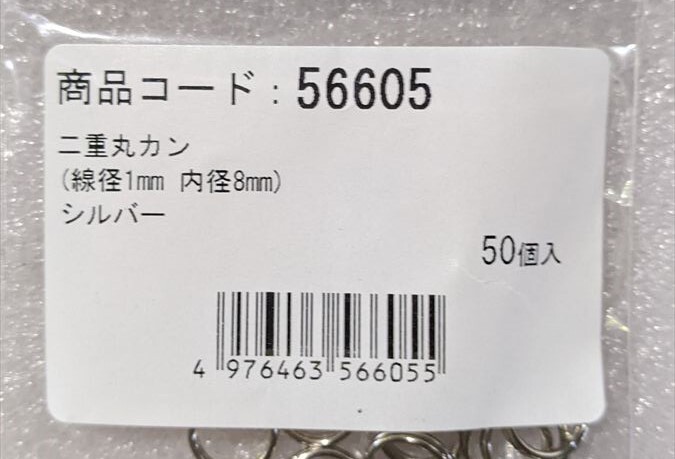 商品コード：56605
二重丸カン
(線径1mm 内径8mm)
シルバー
50個入
4 976463 566055